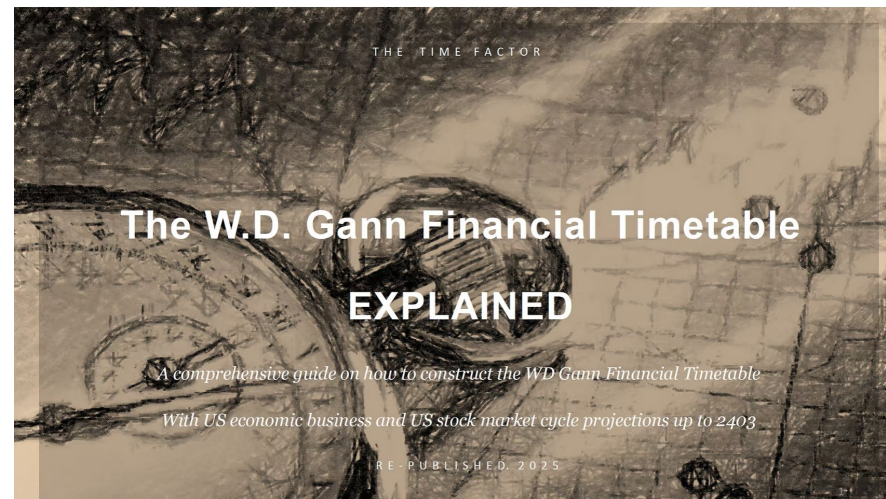 THE TIME FACTOR
The W.D. Gann Financial Timetable
EXPLAINED
A comprehensive guide on how to construct the WD Gann Financial Timetable
With US economic business and US stock market cycle projections up to 2403
RE-PUBLISHED. 2025